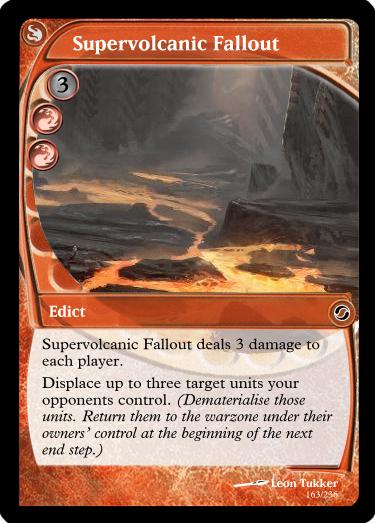 Supervolcanic Fallout
3
Edict
Supervolcanic Fallout deals 3 damage to
each player.
Displace up to three target units your
opponents control. (Dematerialise those
units. Return them to the warzone under their
owners' control at the beginning of the next
end step.)
Leon Tukker
163/236